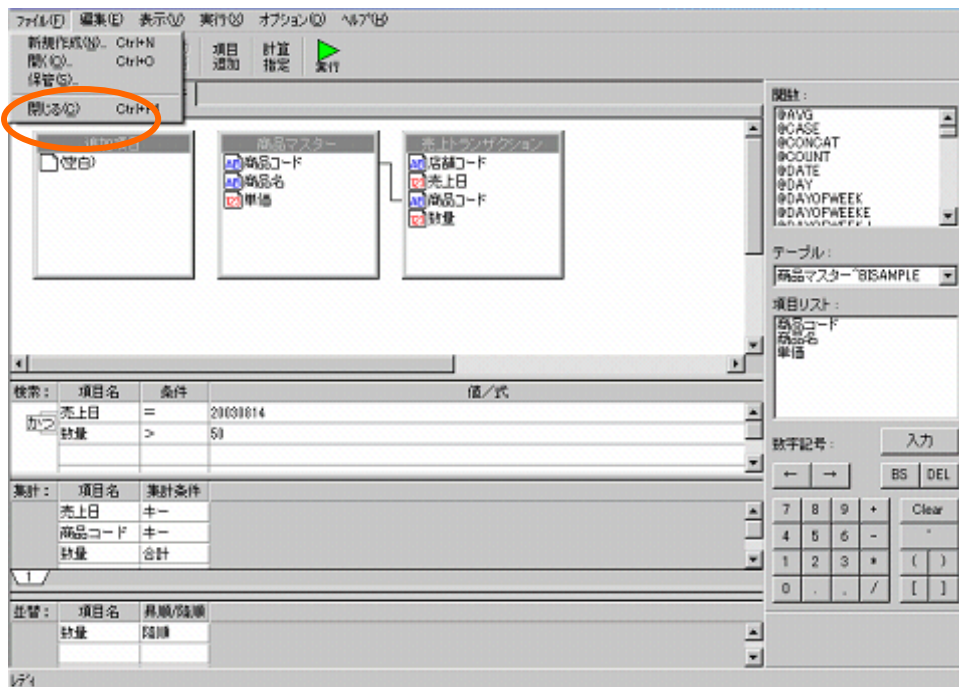 ファイル(F) 編集(E) 表示(V) 実行(X) オプション(O) ヘルプ(H)
新規作成(N)... Ctrl+N
開く(O)... Ctrl+O
保管(S)...
閉じる(C)
項目追加 計算指定 実行
追加項目
(空白)
商品マスター
商品コード
商品名
単価
売上トランザクション
店舗コード
売上日
商品コード
数量
検索: 項目名 条件 値/式
かつ
売上日 = 20030814
数量 > 50
集計: 項目名 集計条件
売上日 キー
商品コード キー
数量 合計
1
並替: 項目名 昇順/降順
数量 降順
レディ
関数:
@AVG
@CASE
@CONCAT
@COUNT
@DATE
@DAY
@DAYOFWEEK
@DAYOFWEEKE
テーブル:
商品マスター~BISAMPLE
項目リスト:
商品コード
商品名
単価
数字記号: 入力
← → BS DEL
7 8 9 + Clear
4 5 6 -
1 2 3 * ( )
0 . , / [ ]